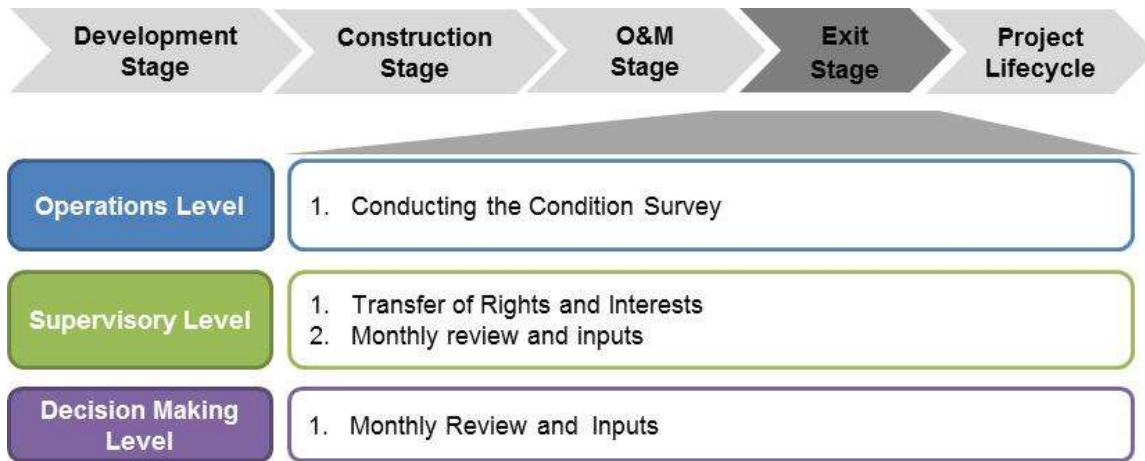 Development
Stage
Construction
Stage
O&M
Stage
Exit
Stage
Project
Lifecycle
Operations Level
1. Conducting the Condition Survey
Supervisory Level
1. Transfer of Rights and Interests
2. Monthly review and inputs
Decision Making
Level
1. Monthly Review and Inputs